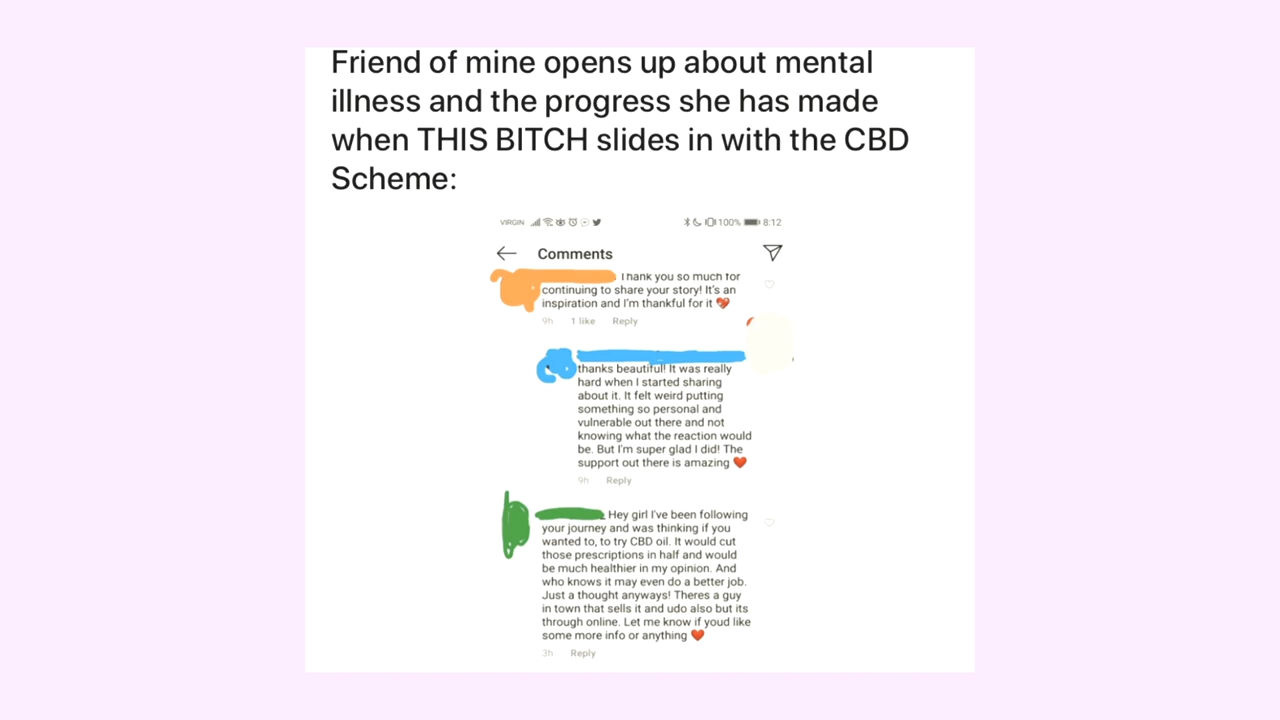 Friend of mine opens up about mental
illness and the progress she has made
when THIS BITCH slides in with the CBD
Scheme:
VIRGIN 100% 8:12
Comments
Thank you so much for
continuing to share your story! It's an
inspiration and I'm thankful for it
9h 1 like Reply
thanks beautiful! It was really
hard when I started sharing
about it. It felt weird putting
something so personal and
vulnerable out there and not
knowing what the reaction would
be. But I'm super glad I did! The
support out there is amazing ❤️
9h Reply
Hey girl I've been following
your journey and was thinking if you
wanted to, to try CBD oil. It would cut
those prescriptions in half and would
be much healthier in my opinion. And
who knows it may even do a better job.
Just a thought anyways! Theres a guy
in town that sells it and udo also but its
through online. Let me know if youd like
some more info or anything ❤️
3h Reply